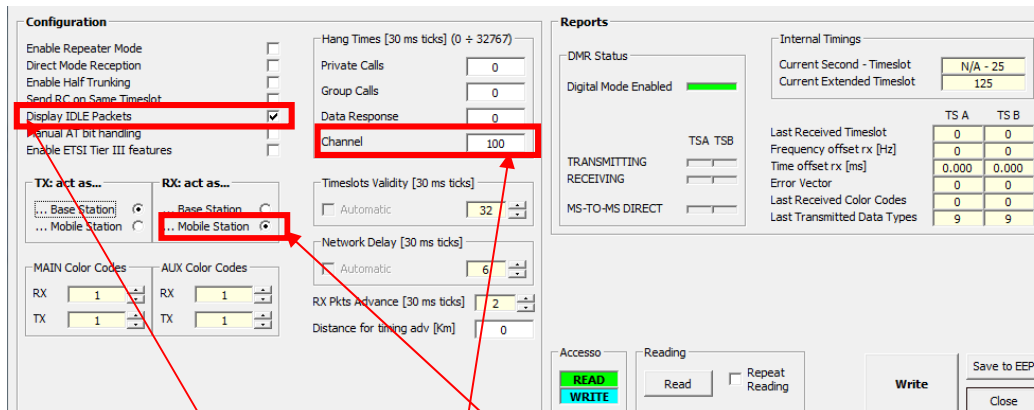 Configuration
Enable Repeater Mode
Direct Mode Reception
Enable Half Trunking
Send RC on Same Timeslot
Display IDLE Packets
Manual AT bit handling
Enable ETSI Tier III features
TX: act as...
... Base Station
... Mobile Station
RX: act as...
... Base Station
... Mobile Station
MAIN Color Codes
RX 1
TX 1
AUX Color Codes
RX 1
TX 1
Hang Times [30 ms ticks] (0 ÷ 32767)
Private Calls 0
Group Calls 0
Data Response 0
Channel 100
Timeslots Validity [30 ms ticks]
Automatic 32
Network Delay [30 ms ticks]
Automatic 6
RX Pkts Advance [30 ms ticks] 2
Distance for timing adv [Km] 0
Reports
DMR Status
Digital Mode Enabled
TSA TSB
TRANSMITTING
RECEIVING
MS-TO-MS DIRECT
Internal Timings
Current Second - Timeslot N/A - 25
Current Extended Timeslot 125
TS A TS B
Last Received Timeslot 0 0
Frequency offset rx [Hz] 0 0
Time offset rx [ms] 0.000 0.000
Error Vector 0 0
Last Received Color Codes 0 0
Last Transmitted Data Types 9 9
Accesso
READ
WRITE
Reading
Read
Repeat
Reading
Write
Save to EEP
Close